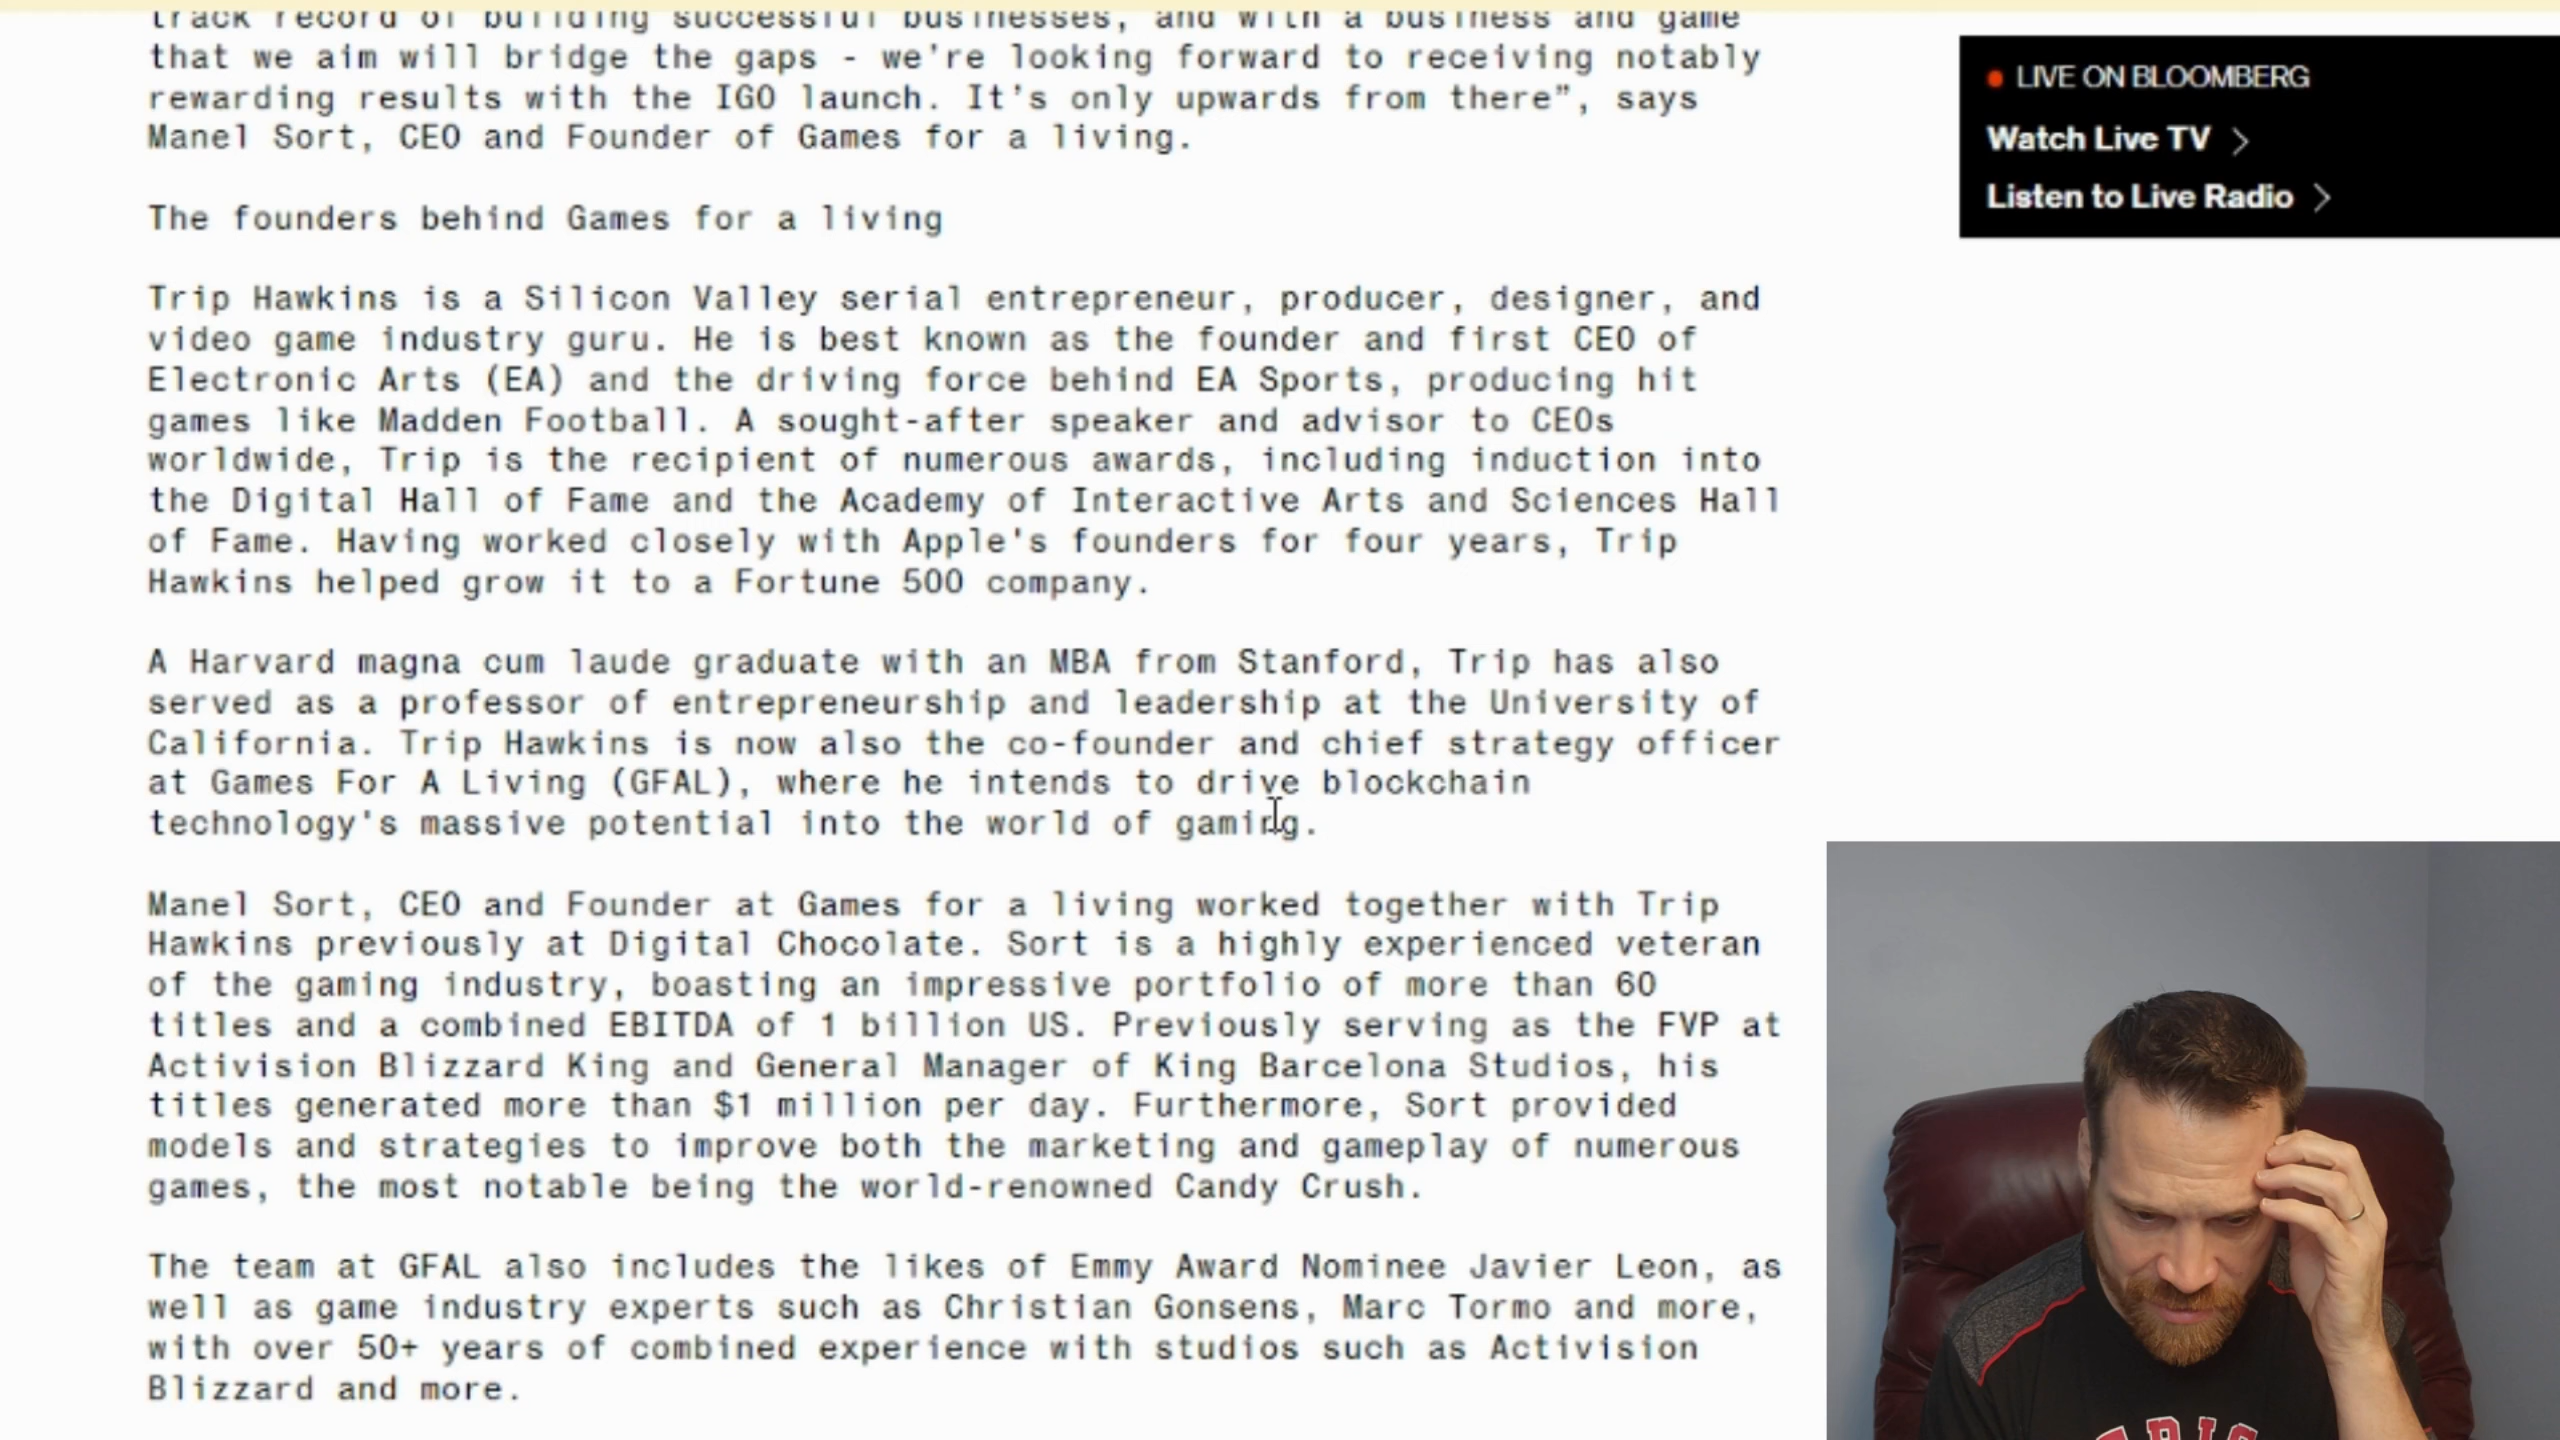 track record of building successful businesses, and with a business and game
that we aim will bridge the gaps - we're looking forward to receiving notably
rewarding results with the IGO launch. It's only upwards from there”, says
Manel Sort, CEO and Founder of Games for a living.
The founders behind Games for a living
Trip Hawkins is a Silicon Valley serial entrepreneur, producer, designer, and
video game industry guru. He is best known as the founder and first CEO of
Electronic Arts (EA) and the driving force behind EA Sports, producing hit
games like Madden Football. A sought-after speaker and advisor to CEOs
worldwide, Trip is the recipient of numerous awards, including induction into
the Digital Hall of Fame and the Academy of Interactive Arts and Sciences Hall
of Fame. Having worked closely with Apple's founders for four years, Trip
Hawkins helped grow it to a Fortune 500 company.
A Harvard magna cum laude graduate with an MBA from Stanford, Trip has also
served as a professor of entrepreneurship and leadership at the University of
California. Trip Hawkins is now also the co-founder and chief strategy officer
at Games For A Living (GFAL), where he intends to drive blockchain
technology's massive potential into the world of gaming.
Manel Sort, CEO and Founder at Games for a living worked together with Trip
Hawkins previously at Digital Chocolate. Sort is a highly experienced veteran
of the gaming industry, boasting an impressive portfolio of more than 60
titles and a combined EBITDA of 1 billion US. Previously serving as the FVP at
Activision Blizzard King and General Manager of King Barcelona Studios, his
titles generated more than $1 million per day. Furthermore, Sort provided
models and strategies to improve both the marketing and gameplay of numerous
games, the most notable being the world-renowned Candy Crush.
The team at GFAL also includes the likes of Emmy Award Nominee Javier Leon, as
well as game industry experts such as Christian Gonsens, Marc Tormo and more,
with over 50+ years of combined experience with studios such as Activision
Blizzard and more.
LIVE ON BLOOMBERG
Watch Live TV
Listen to Live Radio